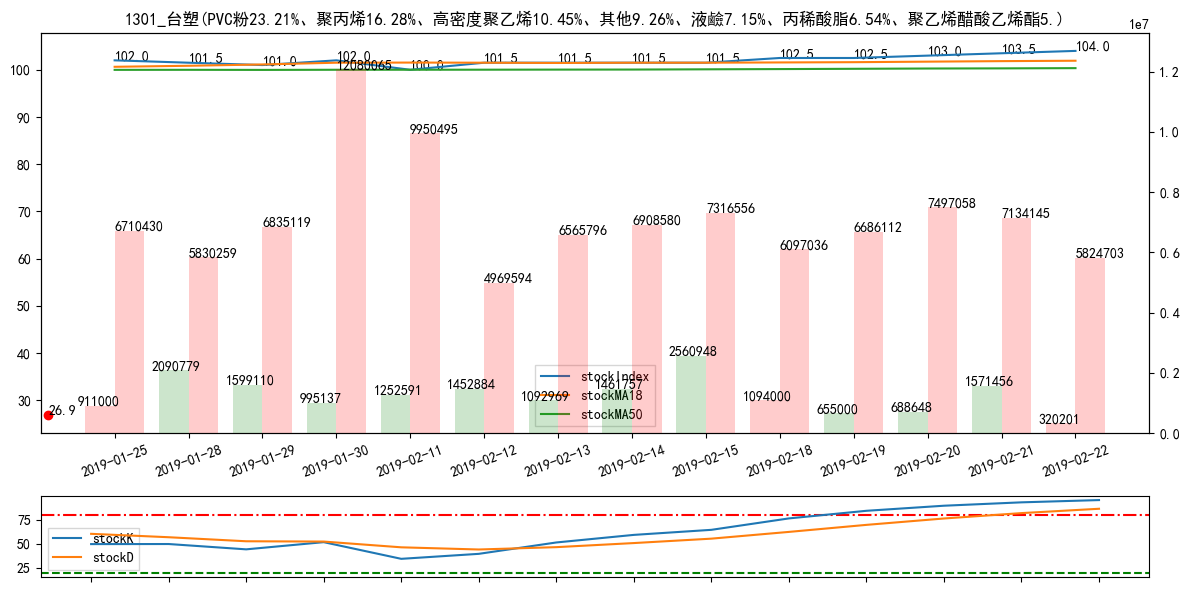 1301_台塑(PVC粉23.21%、聚丙烯16.28%、高密度聚乙烯10.45%、其他9.26%、液鹼7.15%、丙稀酸脂6.54%、聚乙烯醋酸乙烯酯5.)
1e7
102.0 101.5 101.0 102.0 100.0 101.5 101.5 101.5 101.5 102.5 102.5 103.0 103.5 104.0
100
90
80
70
60
50
40
30
1.2
1.0
0.8
0.6
0.4
0.2
0.0
6710430 5830259 6835119 12080065 9950495 4969594 6565796 6908580 7316556 6097036 6686112 7497058 7134145 5824703
26.9
911000 2090779 1599110 995137 1252591 1452884 1092969 1461757 2560948 1094000 655000 688648 1571456 320201
stockIndex
stockMA18
stockMA50
2019-01-25 2019-01-28 2019-01-29 2019-01-30 2019-02-11 2019-02-12 2019-02-13 2019-02-14 2019-02-15 2019-02-18 2019-02-19 2019-02-20 2019-02-21 2019-02-22
75
50
25
stockK
stockD